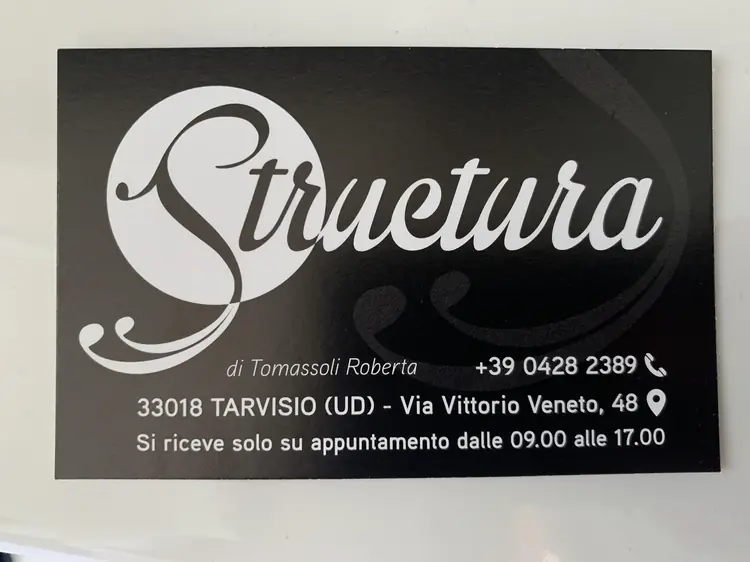 Structura
di Tomassoli Roberta
+39 0428 2389
33018 TARVISIO (UD) - Via Vittorio Veneto, 48
Si riceve solo su appuntamento dalle 09.00 alle 17.00